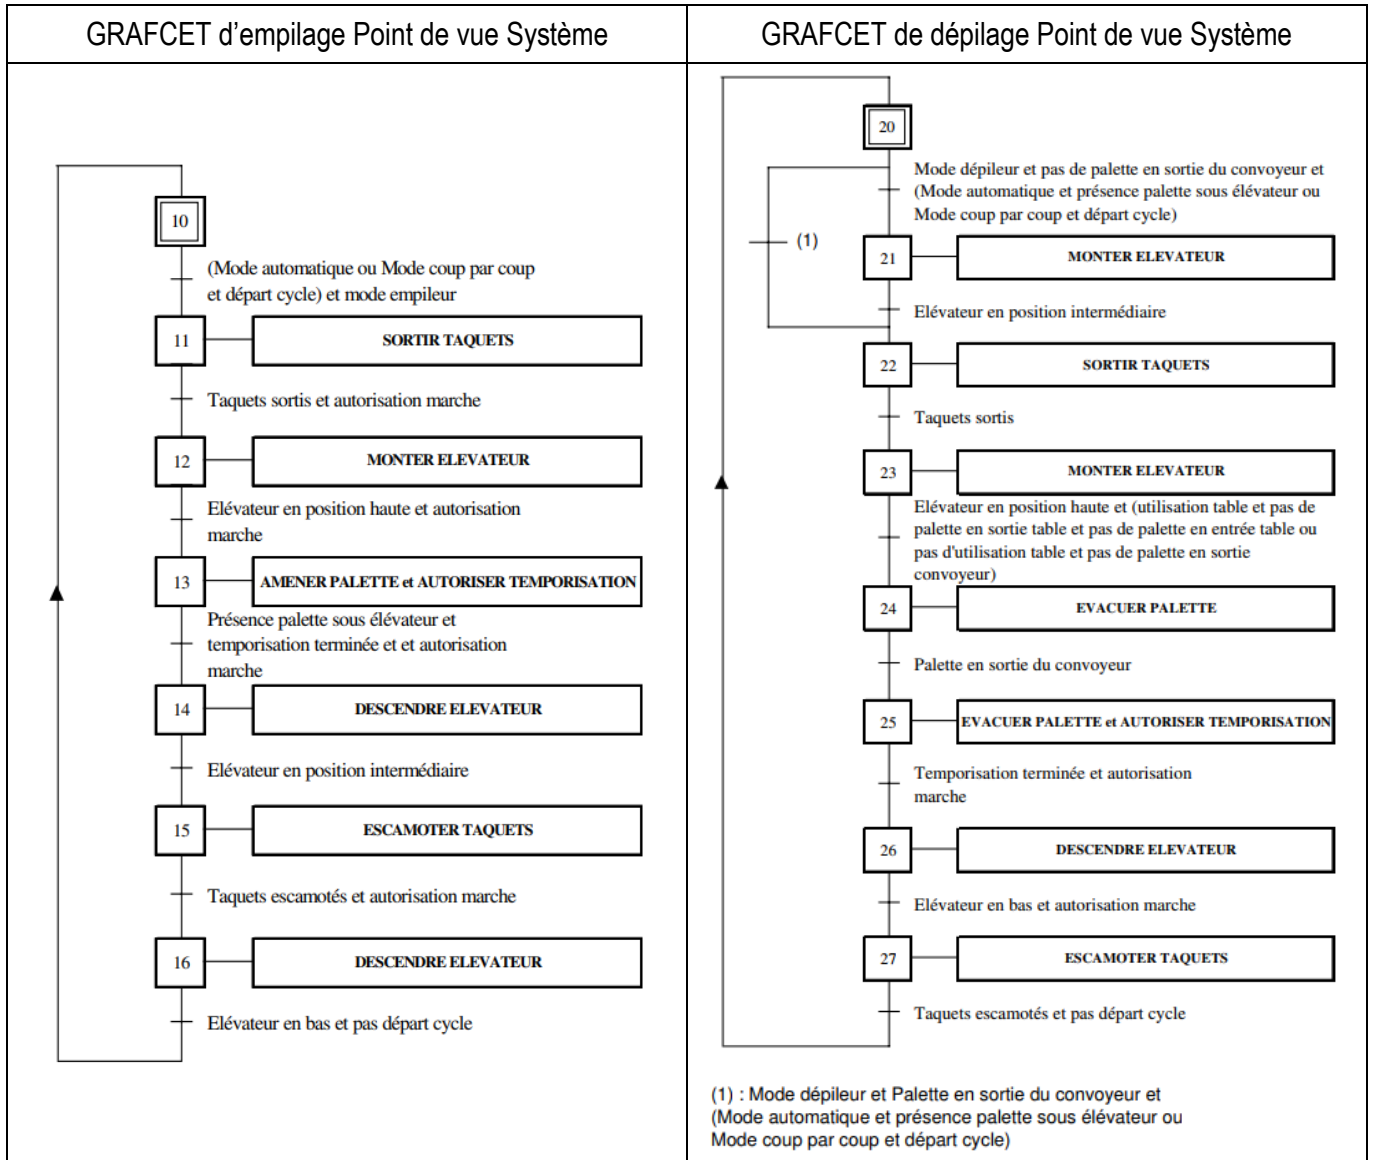 GRAFCET d'empilage Point de vue Système
10
(Mode automatique ou Mode coup par coup
et départ cycle) et mode empileur
11
SORTIR TAQUETS
Taquets sortis et autorisation marche
12
MONTER ELEVATEUR
Elévateur en position haute et autorisation
marche
13
AMENER PALETTE et AUTORISER TEMPORISATION
Présence palette sous élévateur et
temporisation terminée et et autorisation
marche
14
DESCENDRE ELEVATEUR
Elévateur en position intermédiaire
15
ESCAMOTER TAQUETS
Taquets escamotés et autorisation marche
16
DESCENDRE ELEVATEUR
Elévateur en bas et pas départ cycle
GRAFCET de dépilage Point de vue Système
20
Mode dépileur et pas de palette en sortie du convoyeur et
(Mode automatique et présence palette sous élévateur ou
Mode coup par coup et départ cycle)
(1)
21
MONTER ELEVATEUR
Elévateur en position intermédiaire
22
SORTIR TAQUETS
Taquets sortis
23
MONTER ELEVATEUR
Elévateur en position haute et (utilisation table et pas de
palette en sortie table et pas de palette en entrée table ou
pas d'utilisation table et pas de palette en sortie
convoyeur)
24
EVACUER PALETTE
Palette en sortie du convoyeur
25
EVACUER PALETTE et AUTORISER TEMPORISATION
Temporisation terminée et autorisation
marche
26
DESCENDRE ELEVATEUR
Elévateur en bas et autorisation marche
27
ESCAMOTER TAQUETS
Taquets escamotés et pas départ cycle
(1) : Mode dépileur et Palette en sortie du convoyeur et
(Mode automatique et présence palette sous élévateur ou
Mode coup par coup et départ cycle)